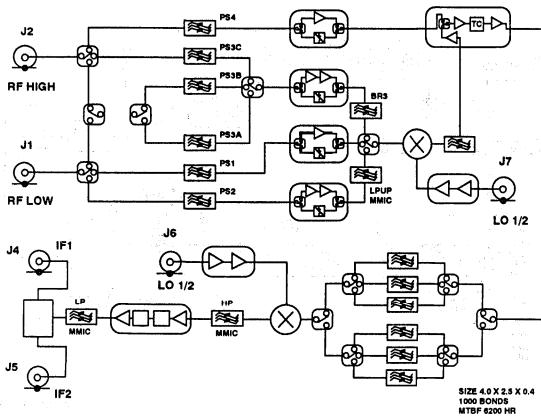 J2
RF HIGH
J1
RF LOW
PS4
PS3C
PS3B
PS3A
PS1
PS2
BR3
LPUP
MMIC
TC
J7
LO 1/2
J4
IF1
J5
IF2
LP
MMIC
HP
MMIC
J6
LO 1/2
SIZE 4.0 X 2.5 X 0.4
1000 BONDS
MTBF 6200 HR